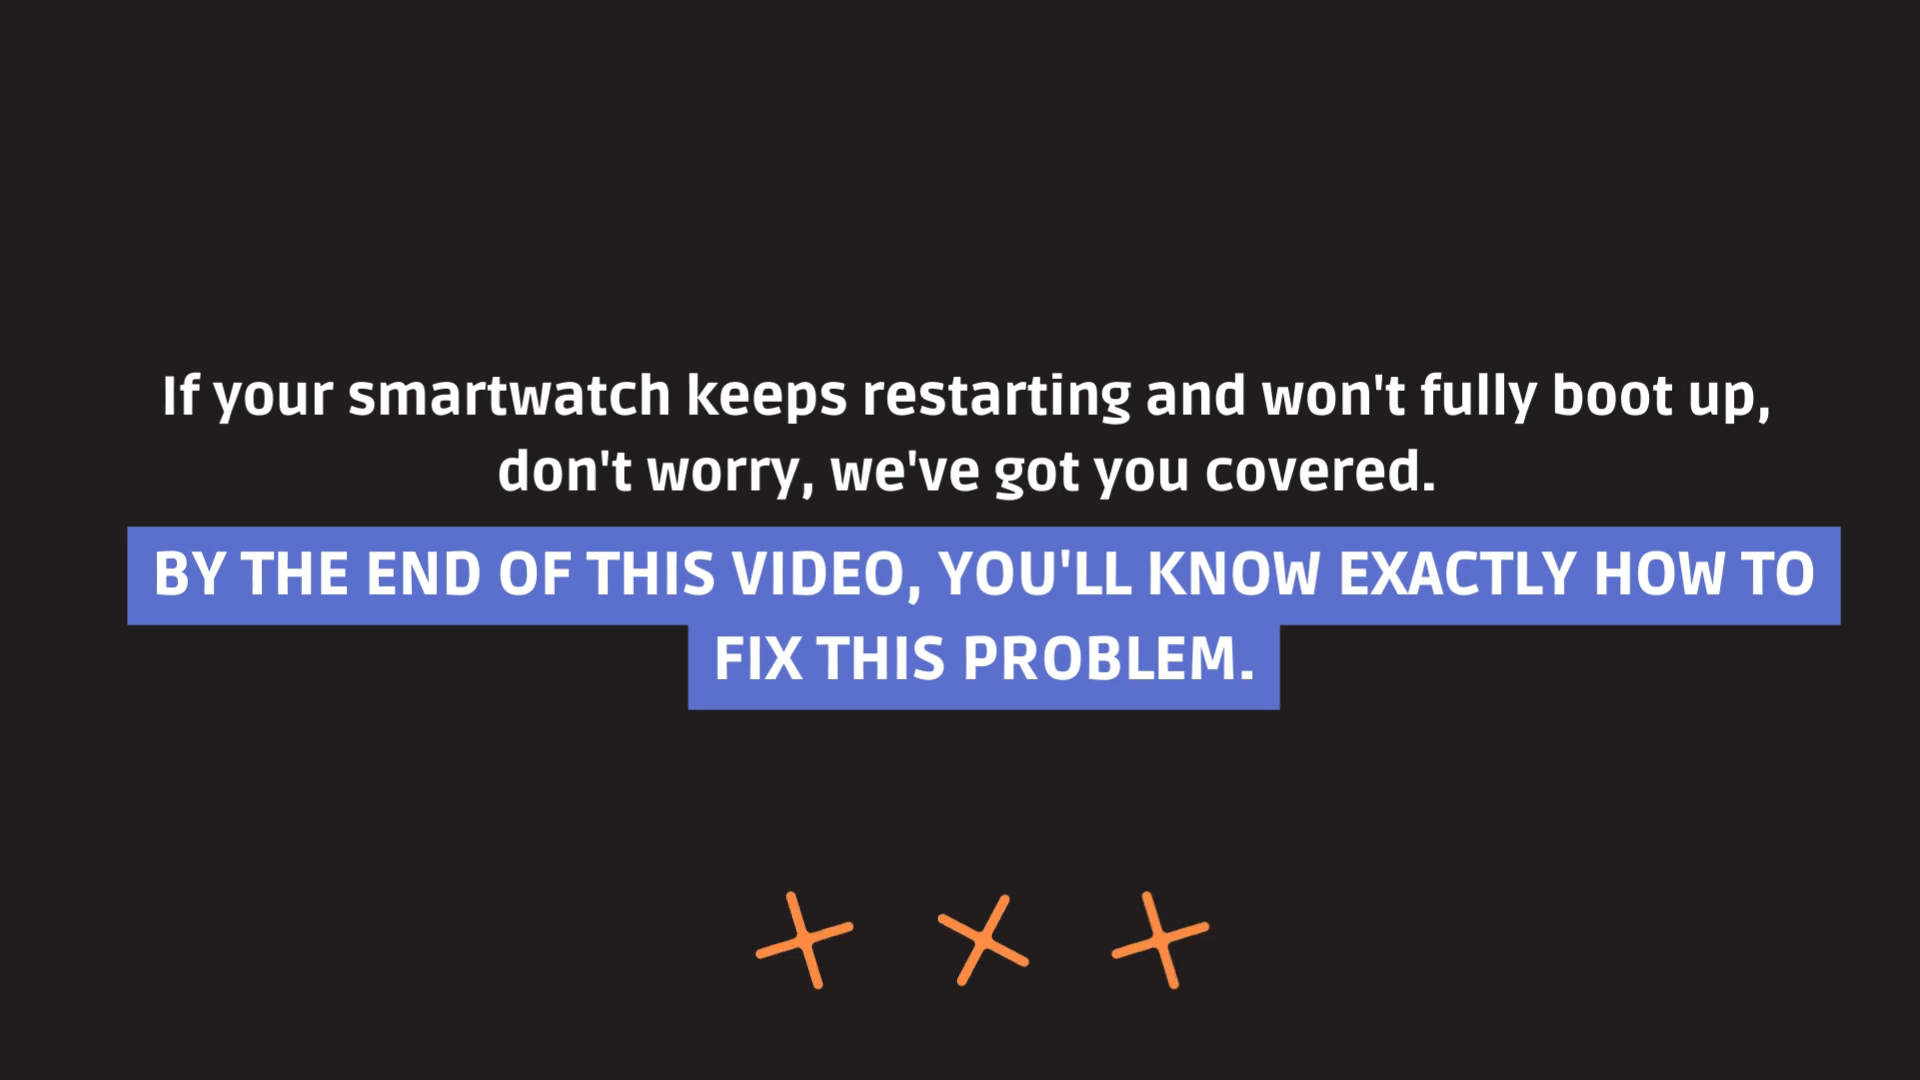 If your smartwatch keeps restarting and won't fully boot up,
don't worry, we've got you covered.
BY THE END OF THIS VIDEO, YOU'LL KNOW EXACTLY HOW TO
FIX THIS PROBLEM.